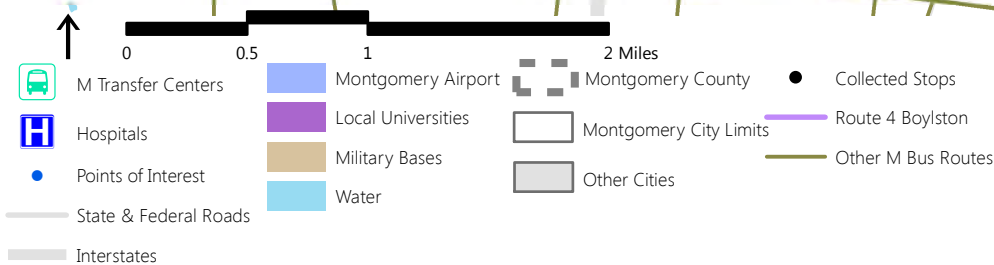 0 0.5 1 2 Miles
M Transfer Centers
Hospitals
Points of Interest
State & Federal Roads
Interstates
Montgomery Airport
Local Universities
Military Bases
Water
Montgomery County
Montgomery City Limits
Other Cities
Collected Stops
Route 4 Boylston
Other M Bus Routes